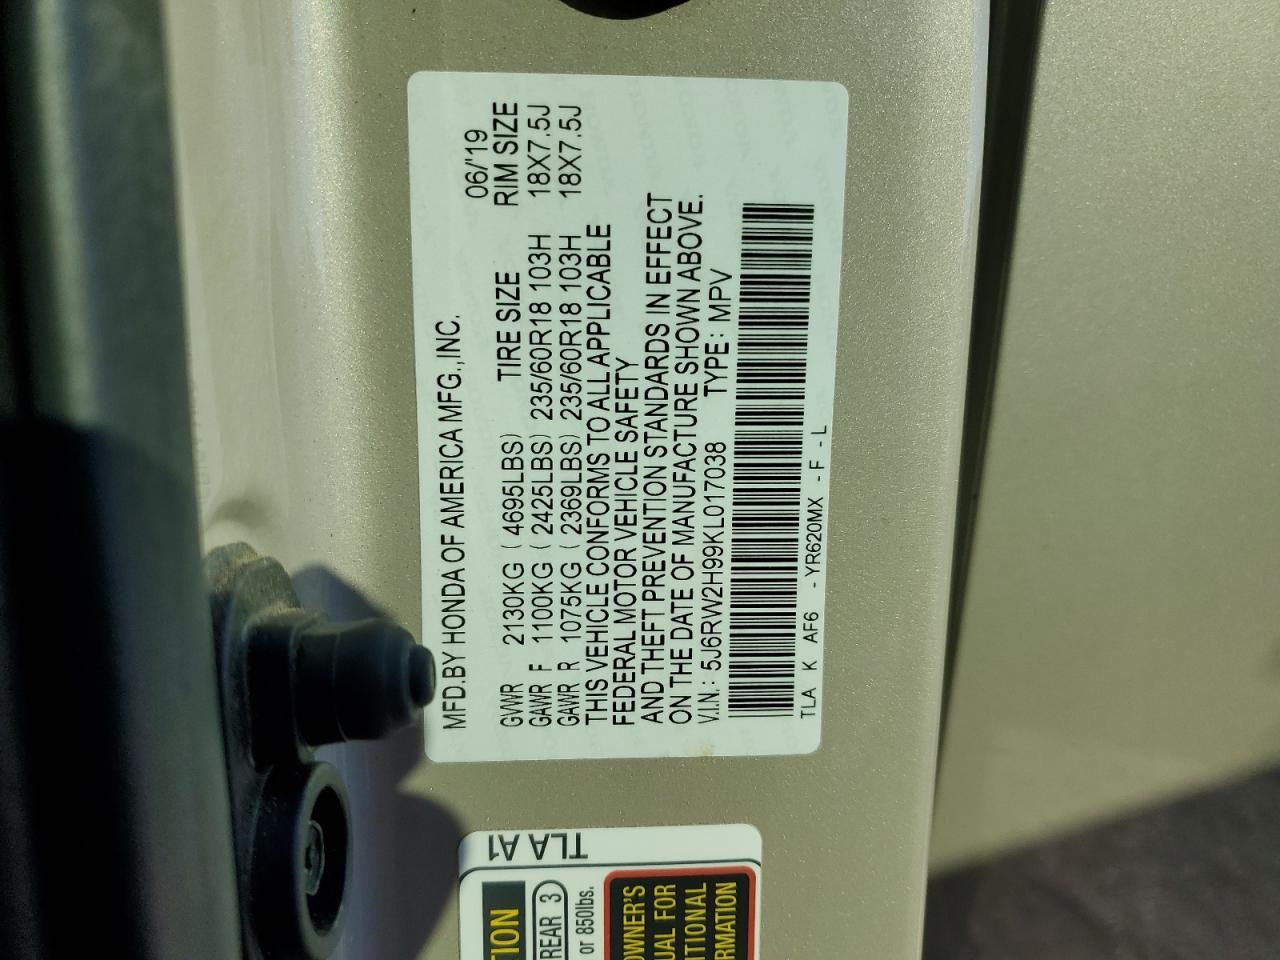 MFD.BY HONDA OF AMERICA MFG.,INC.
06/'19
GVWR 2130KG ( 4695LBS) TIRE SIZE RIM SIZE
GAWR F 1100KG ( 2425LBS) 235/60R18 103H 18X7.5J
GAWR R 1075KG ( 2369LBS) 235/60R18 103H 18X7.5J
THIS VEHICLE CONFORMS TO ALL APPLICABLE
FEDERAL MOTOR VEHICLE SAFETY
AND THEFT PREVENTION STANDARDS IN EFFECT
ON THE DATE OF MANUFACTURE SHOWN ABOVE.
V.I.N.: 5J6RW2H99KL017038 TYPE: MPV
TLA K AF6 - YR620MX - F - L
TLA A1
TION
REAR 3
or 850lbs.
OWNER'S
UAL FOR
ITIONAL
RMATION